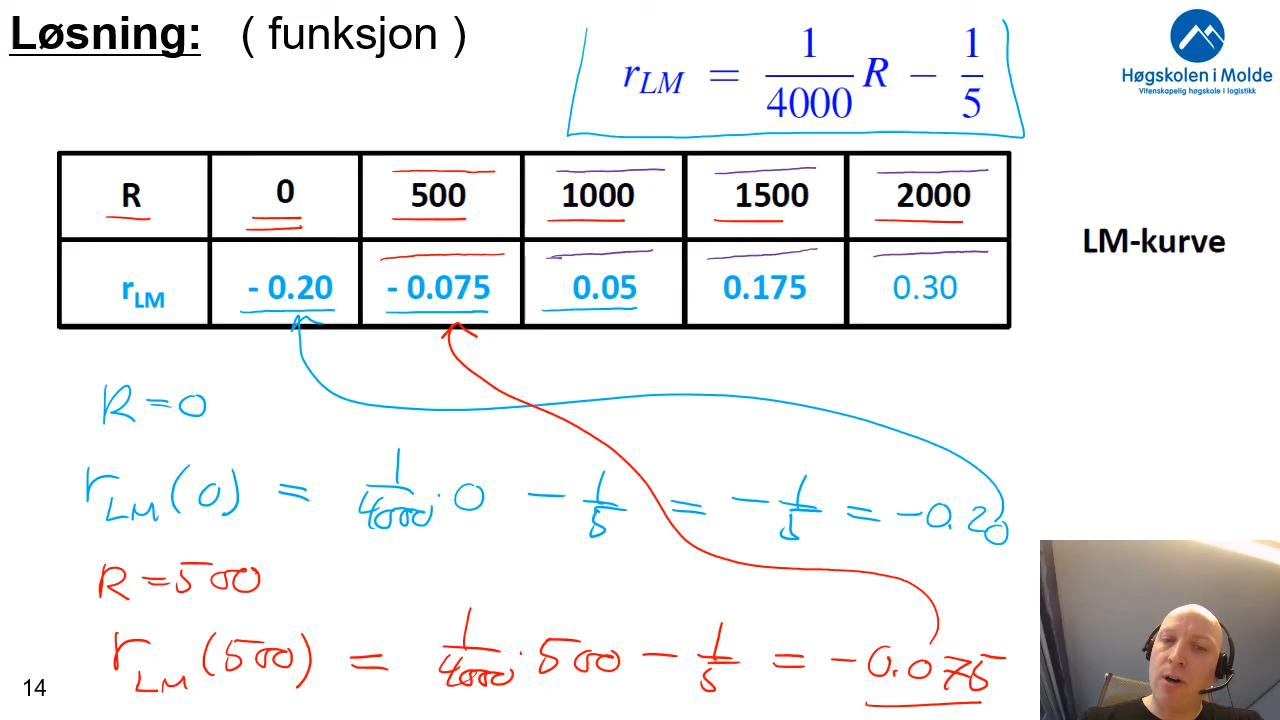 Løsning: ( funksjon )
r_LM = 1/4000 R − 1/5
Høgskolen i Molde
Vitenskapelig høgskole i logistikk
R 0 500 1000 1500 2000
r_LM - 0.20 - 0.075 0.05 0.175 0.30
LM-kurve
R = 0
r_LM (0) = 1/4000 · 0 − 1/5 = − 1/5 = −0.20
R = 500
r_LM (500) = 1/4000 · 500 − 1/5 = −0.075
14